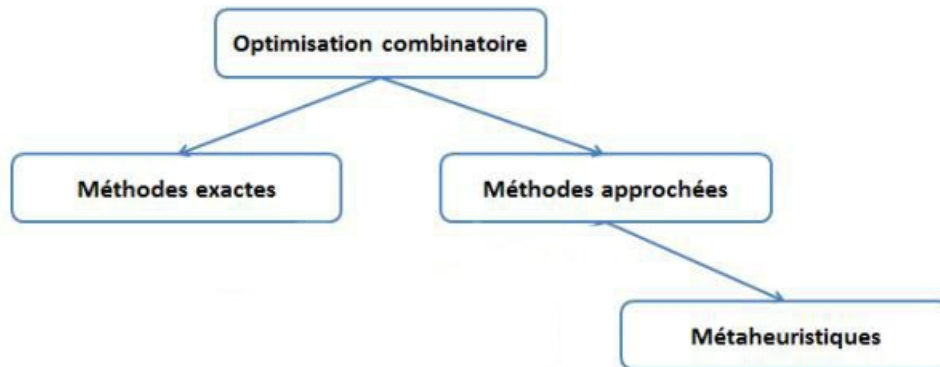 Optimisation combinatoire
Méthodes exactes
Méthodes approchées
Métaheuristiques